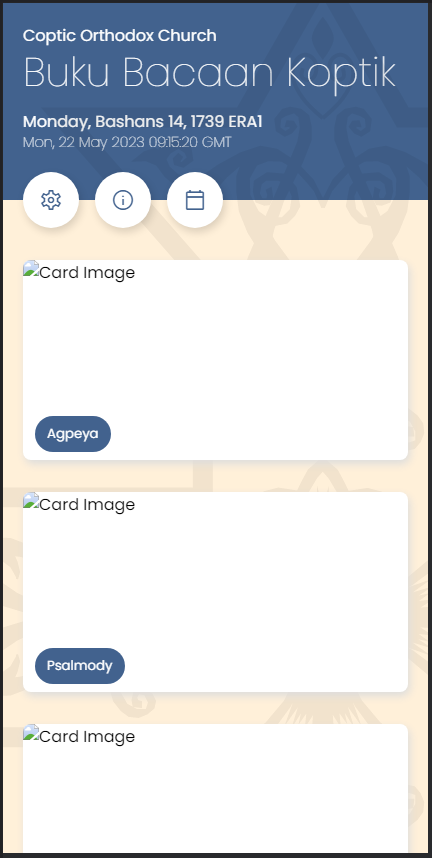 Coptic Orthodox Church
Buku Bacaan Koptik
Monday, Bashans 14, 1739 ERA1
Mon, 22 May 2023 09:15:20 GMT
Card Image
Agpeya
Card Image
Psalmody
Card Image